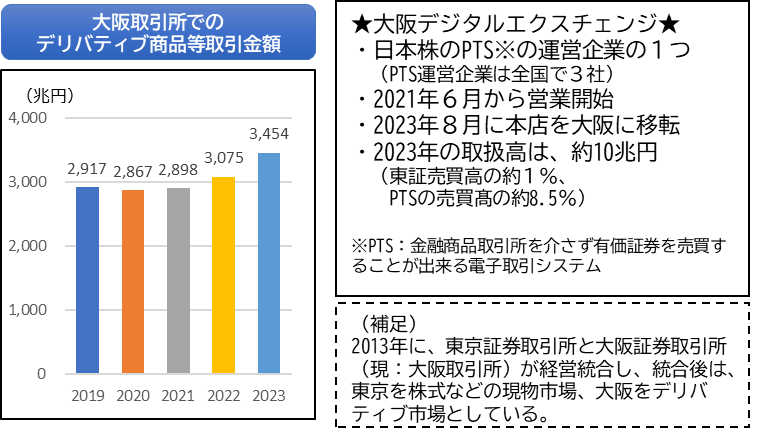 大阪取引所での
デリバティブ商品等取引金額
（兆円）
4,000
3,000
2,000
1,000
0
2,917
2,867
2,898
3,075
3,454
2019
2020
2021
2022
2023
★大阪デジタルエクスチェンジ★
・日本株のPTS※の運営企業の１つ
（PTS運営企業は全国で３社）
・2021年６月から営業開始
・2023年８月に本店を大阪に移転
・2023年の取扱高は、約10兆円
（東証売買高の約１％、
PTSの売買髙の約8.5％）
※PTS：金融商品取引所を介さず有価証券を売買す
ることが出来る電子取引システム
（補足）
2013年に、東京証券取引所と大阪証券取引所
（現：大阪取引所）が経営統合し、統合後は、
東京を株式などの現物市場、大阪をデリバ
ティブ市場としている。